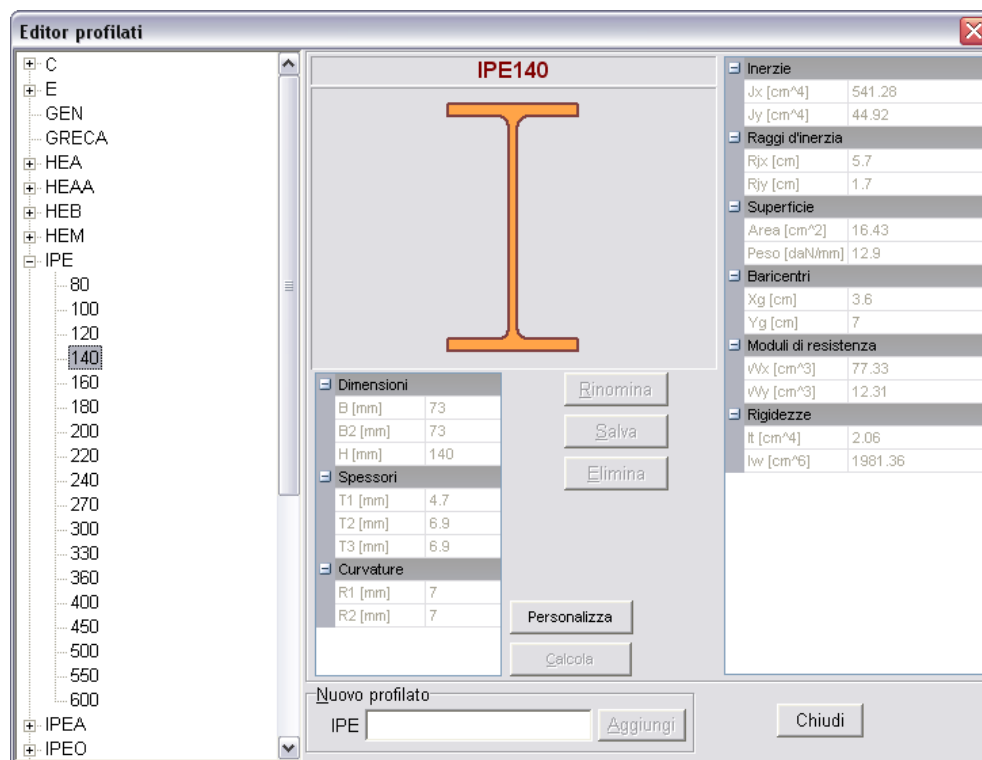 Editor profilati
C
E
GEN
GRECA
HEA
HEAA
HEB
HEM
IPE
80
100
120
140
160
180
200
220
240
270
300
330
360
400
450
500
550
600
IPEA
IPEO
IPE140
Dimensioni
B [mm] 73
B2 [mm] 73
H [mm] 140
Spessori
T1 [mm] 4.7
T2 [mm] 6.9
T3 [mm] 6.9
Curvature
R1 [mm] 7
R2 [mm] 7
Rinomina
Salva
Elimina
Personalizza
Calcola
Inerzie
Jx [cm^4] 541.28
Jy [cm^4] 44.92
Raggi d'inerzia
Rjx [cm] 5.7
Rjy [cm] 1.7
Superficie
Area [cm^2] 16.43
Peso [daN/mm] 12.9
Baricentri
Xg [cm] 3.6
Yg [cm] 7
Moduli di resistenza
Wx [cm^3] 77.33
Wy [cm^3] 12.31
Rigidezze
It [cm^4] 2.06
Iw [cm^6] 1981.36
Nuovo profilato
IPE
Aggiungi
Chiudi